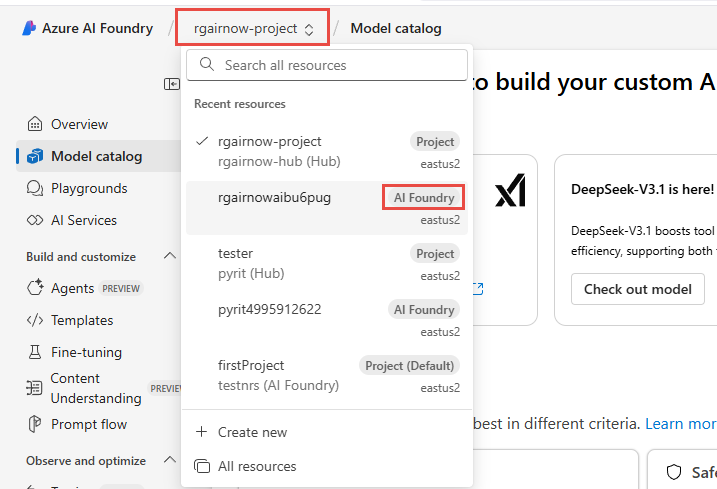 Azure AI Foundry / rgairnow-project / Model catalog
Search all resources
Recent resources
rgairnow-project Project
rgairnow-hub (Hub) eastus2
rgairnowaibu6pug AI Foundry
eastus2
tester Project
pyrit (Hub) eastus2
pyrit4995912622 AI Foundry
eastus2
firstProject Project (Default)
testnrs (AI Foundry) eastus2
+ Create new
All resources
Overview
Model catalog
Playgrounds
AI Services
Build and customize
Agents PREVIEW
Templates
Fine-tuning
Content
Understanding
Prompt flow
Observe and optimize
to build your custom A
DeepSeek-V3.1 is here!
DeepSeek-V3.1 boosts tool
efficiency, supporting both
Check out model
best in different criteria. Learn mor
Safe